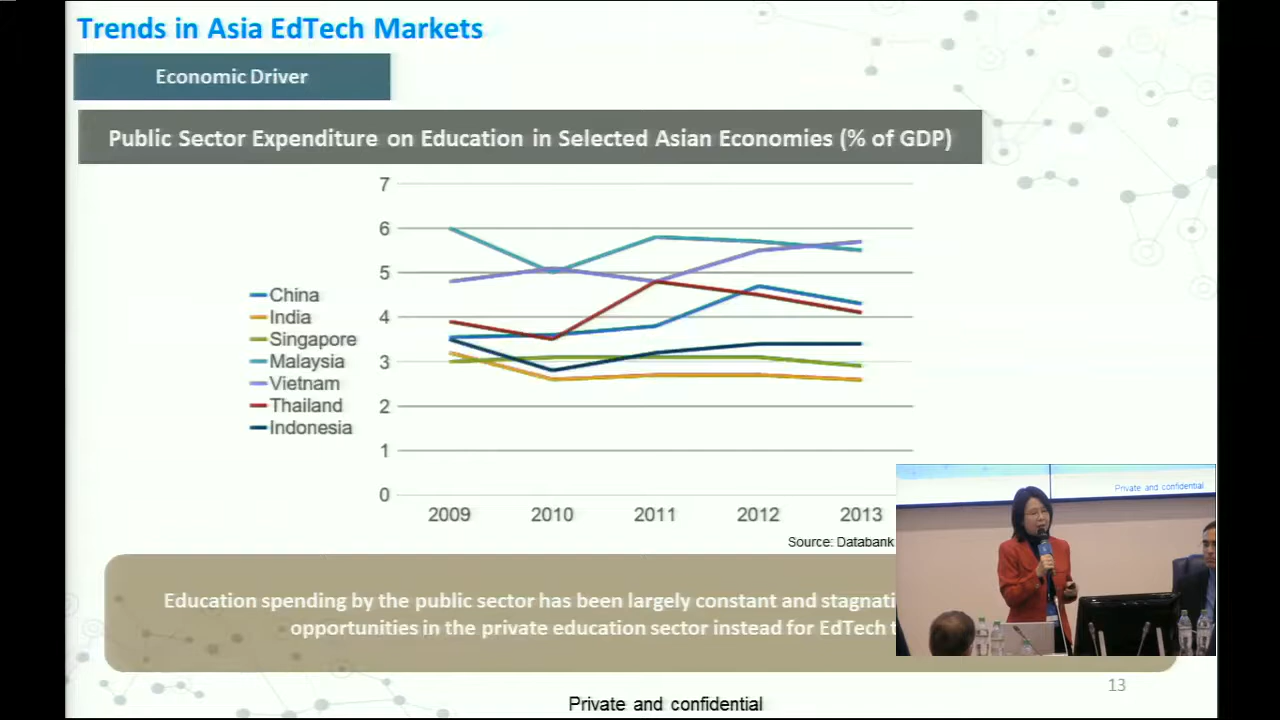 Trends in Asia EdTech Markets
Economic Driver
Public Sector Expenditure on Education in Selected Asian Economies (% of GDP)
7
6
5
4
3
2
1
0
China
India
Singapore
Malaysia
Vietnam
Thailand
Indonesia
2009 2010 2011 2012 2013
Source: Databank
Education spending by the public sector has been largely constant and
opportunities in the private education sector instead for EdTech
Private and confidential
13
Private and confidential